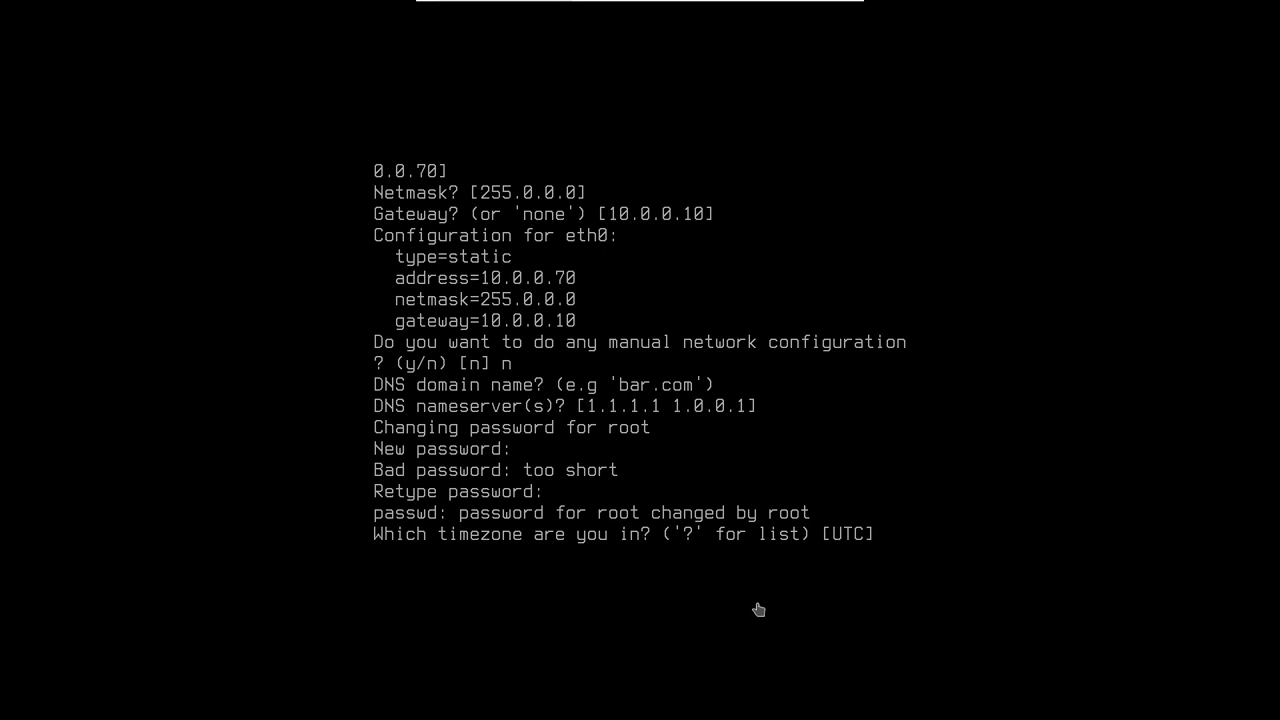 0.0.70]
Netmask? [255.0.0.0]
Gateway? (or 'none') [10.0.0.10]
Configuration for eth0:
  type=static
  address=10.0.0.70
  netmask=255.0.0.0
  gateway=10.0.0.10
Do you want to do any manual network configuration
? (y/n) [n] n
DNS domain name? (e.g 'bar.com')
DNS nameserver(s)? [1.1.1.1 1.0.0.1]
Changing password for root
New password:
Bad password: too short
Retype password:
passwd: password for root changed by root
Which timezone are you in? ('?' for list) [UTC]